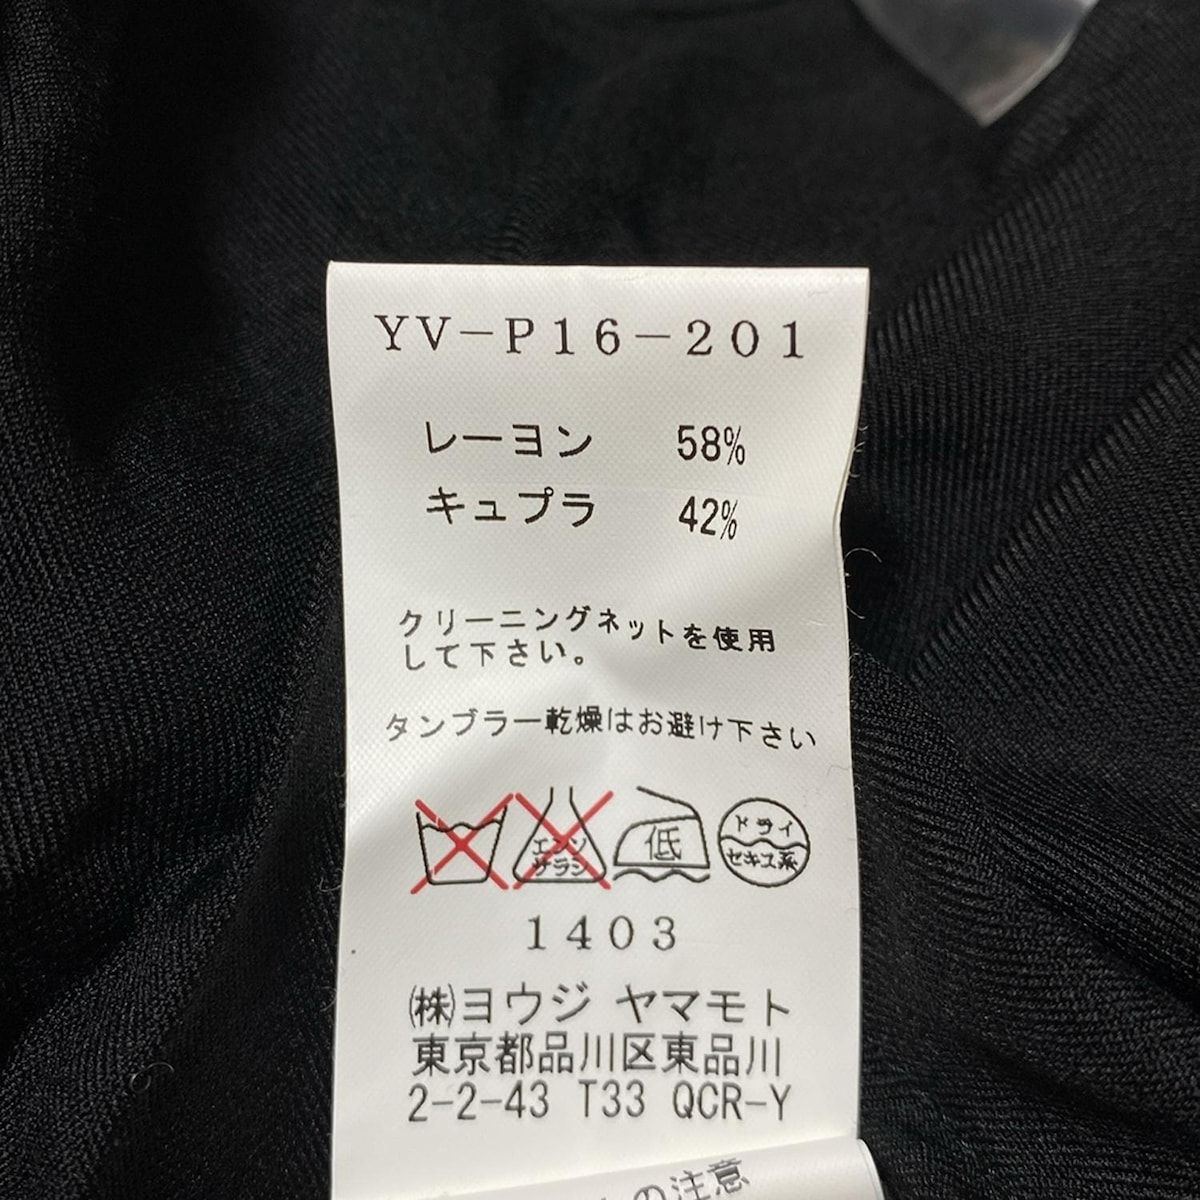 YV-P16-201
レーヨン 58%
キュプラ 42%
クリーニングネットを使用
して下さい。
タンブラー乾燥はお避け下さい
エンソ
サラシ
低
ドライ
セキユ系
1403
㈱ヨウジ ヤマモト
東京都品川区東品川
2-2-43 T33 QCR-Y
の注意